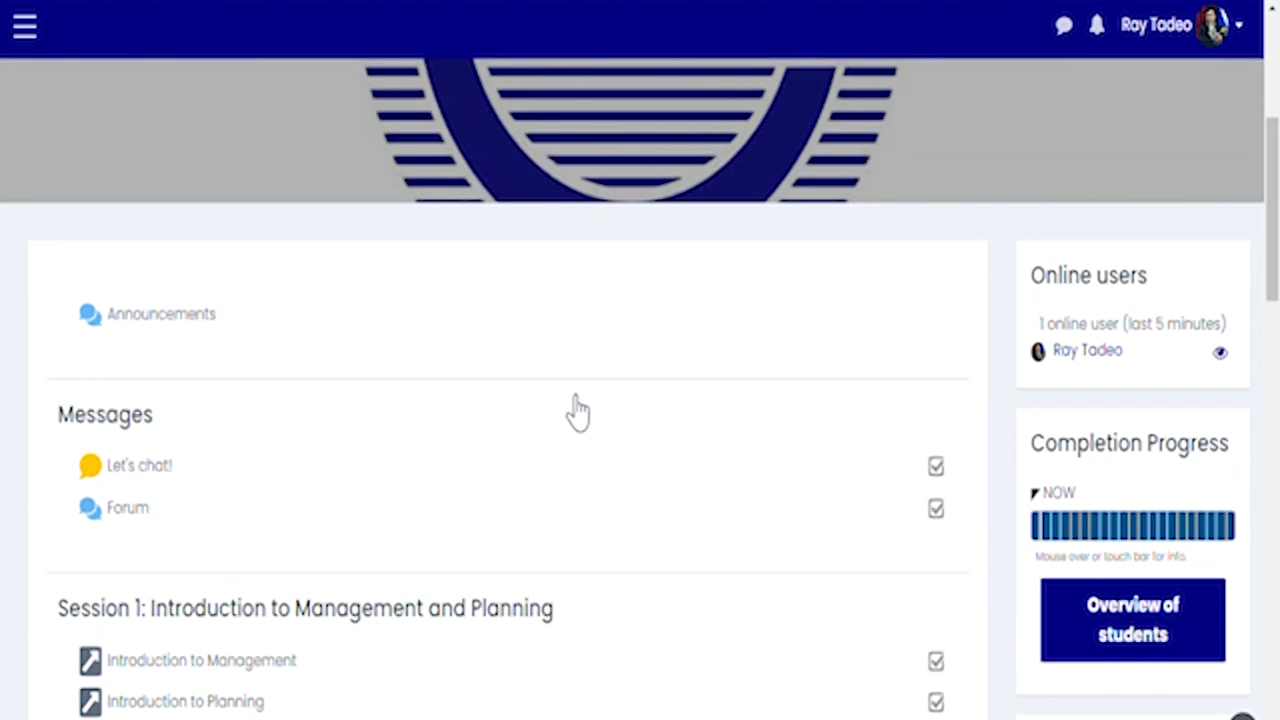 Ray Tadeo
Announcements
Messages
Let's chat!
Forum
Session 1: Introduction to Management and Planning
Introduction to Management
Introduction to Planning
Online users
1 online user (last 5 minutes)
Ray Tadeo
Completion Progress
NOW
Mouse over or touch bar for info.
Overview of
students